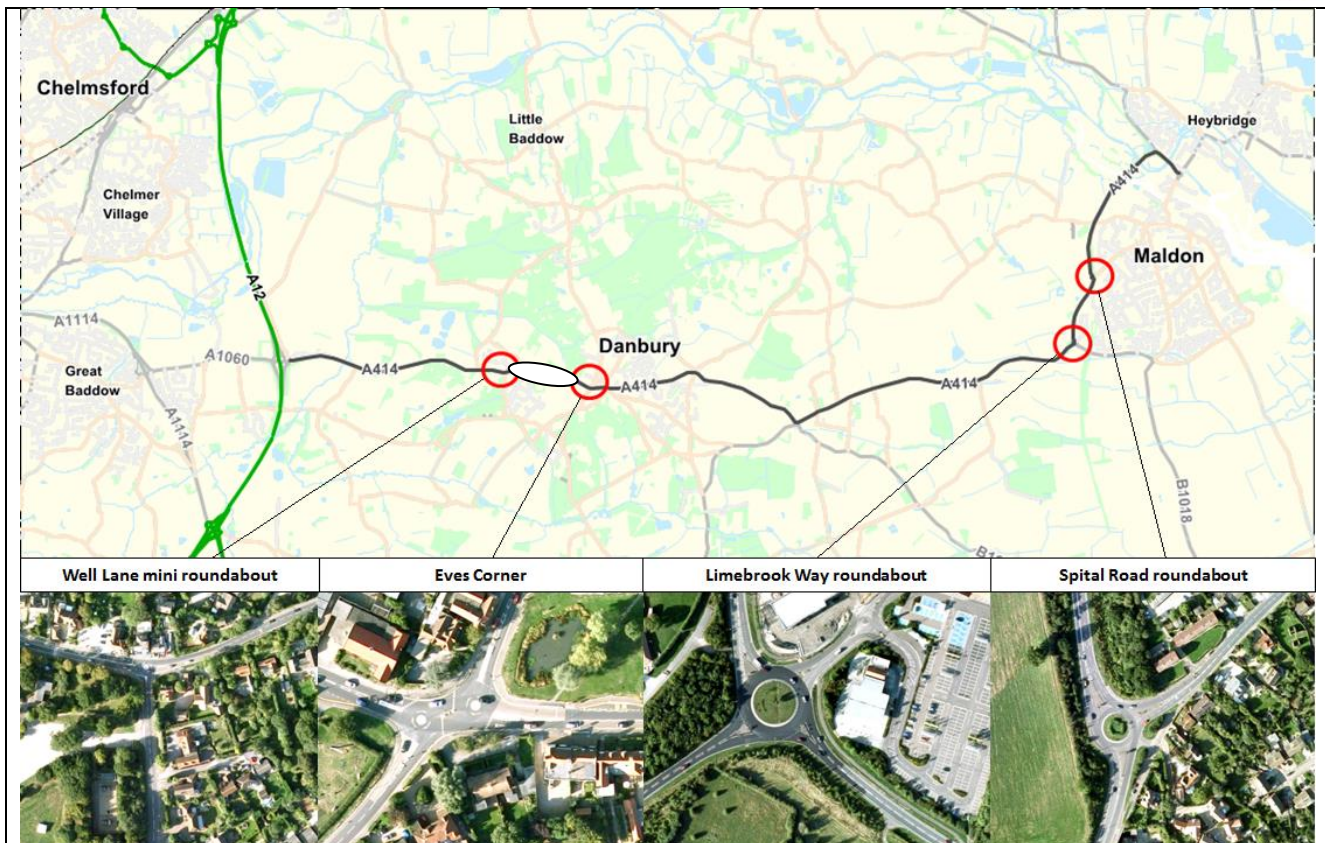 Chelmsford
Little
Baddow
Heybridge
A414
Chelmer
Village
Maldon
A12
A1114
Danbury
A1060
A414
Great
Baddow
A414
A414
A1114
B1018
Well Lane mini roundabout
Eves Corner
Limebrook Way roundabout
Spital Road roundabout